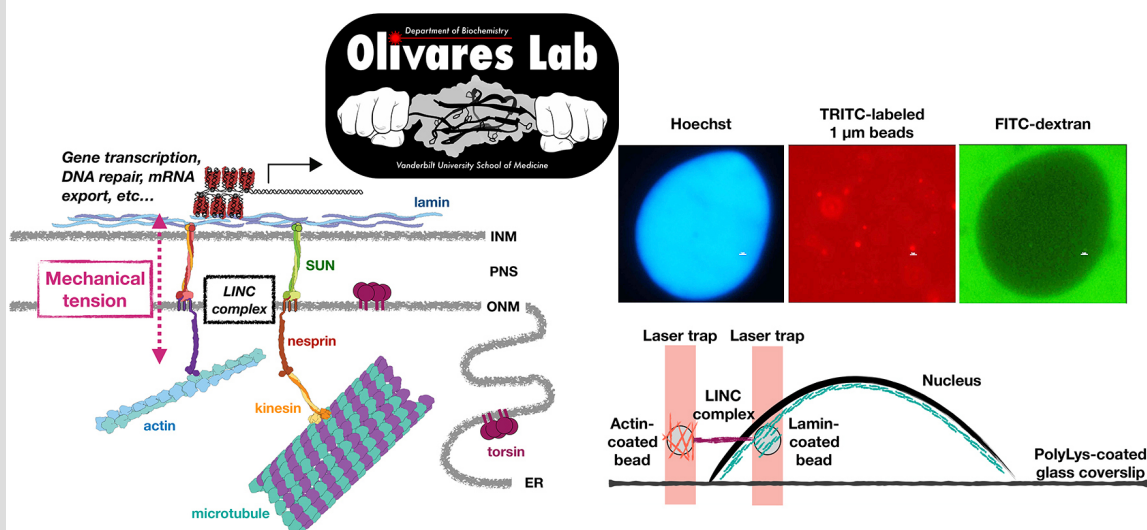 Department of Biochemistry
Olivares Lab
Vanderbilt University School of Medicine
Gene transcription,
DNA repair, mRNA
export, etc...
lamin
INM
SUN
PNS
Mechanical
tension
LINC
complex
ONM
nesprin
kinesin
actin
torsin
ER
microtubule
Hoechst
TRITC-labeled
1 µm beads
FITC-dextran
Laser trap
Laser trap
Nucleus
LINC
complex
Actin-
coated
bead
Lamin-
coated
bead
PolyLys-coated
glass coverslip